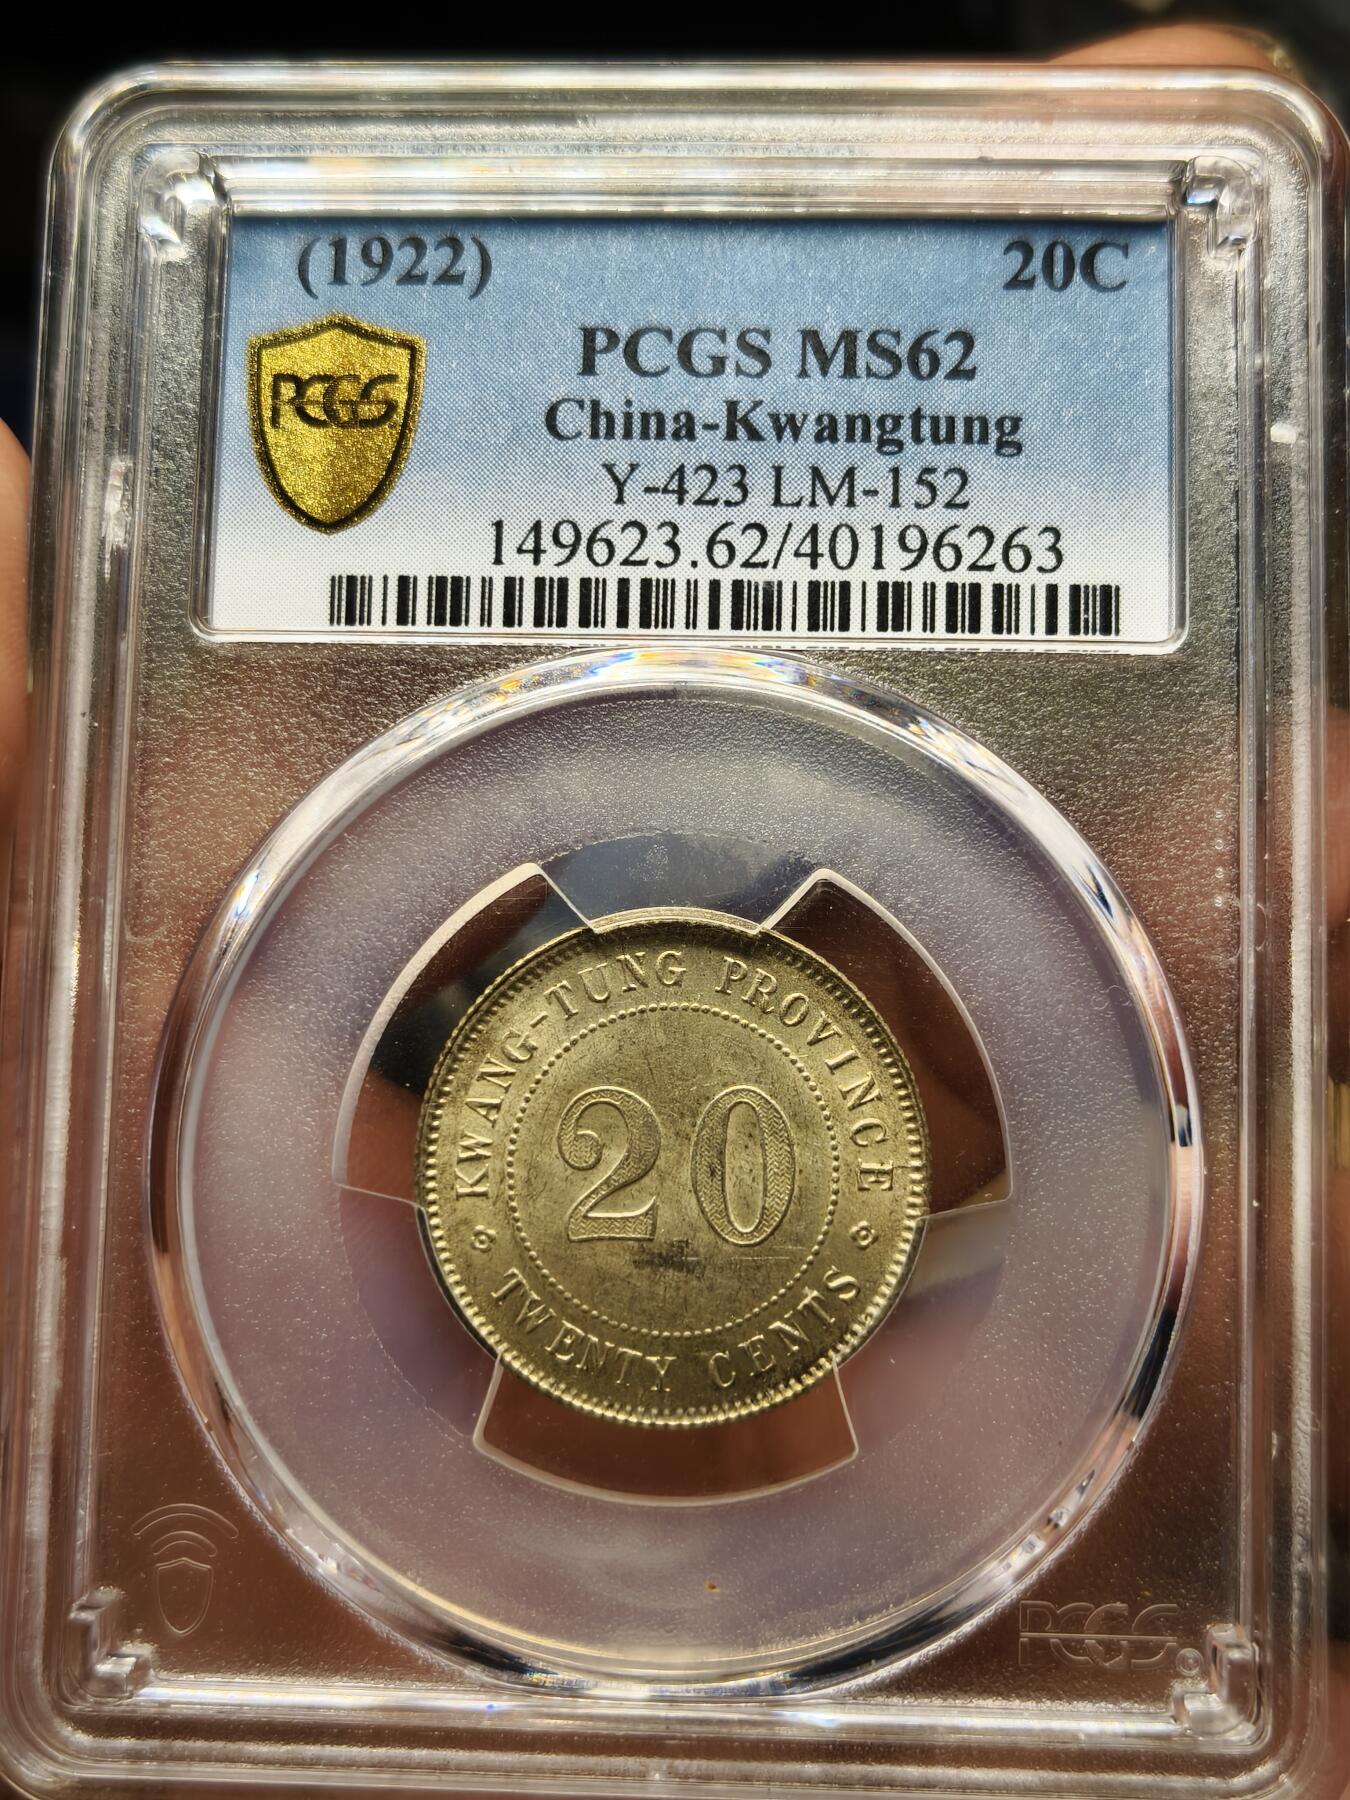 (1922) 20C
PCGS
PCGS MS62
China-Kwangtung
Y-423 LM-152
149623.62/40196263
KWANG-TUNG PROVINCE
20
TWENTY CENTS
PCGS